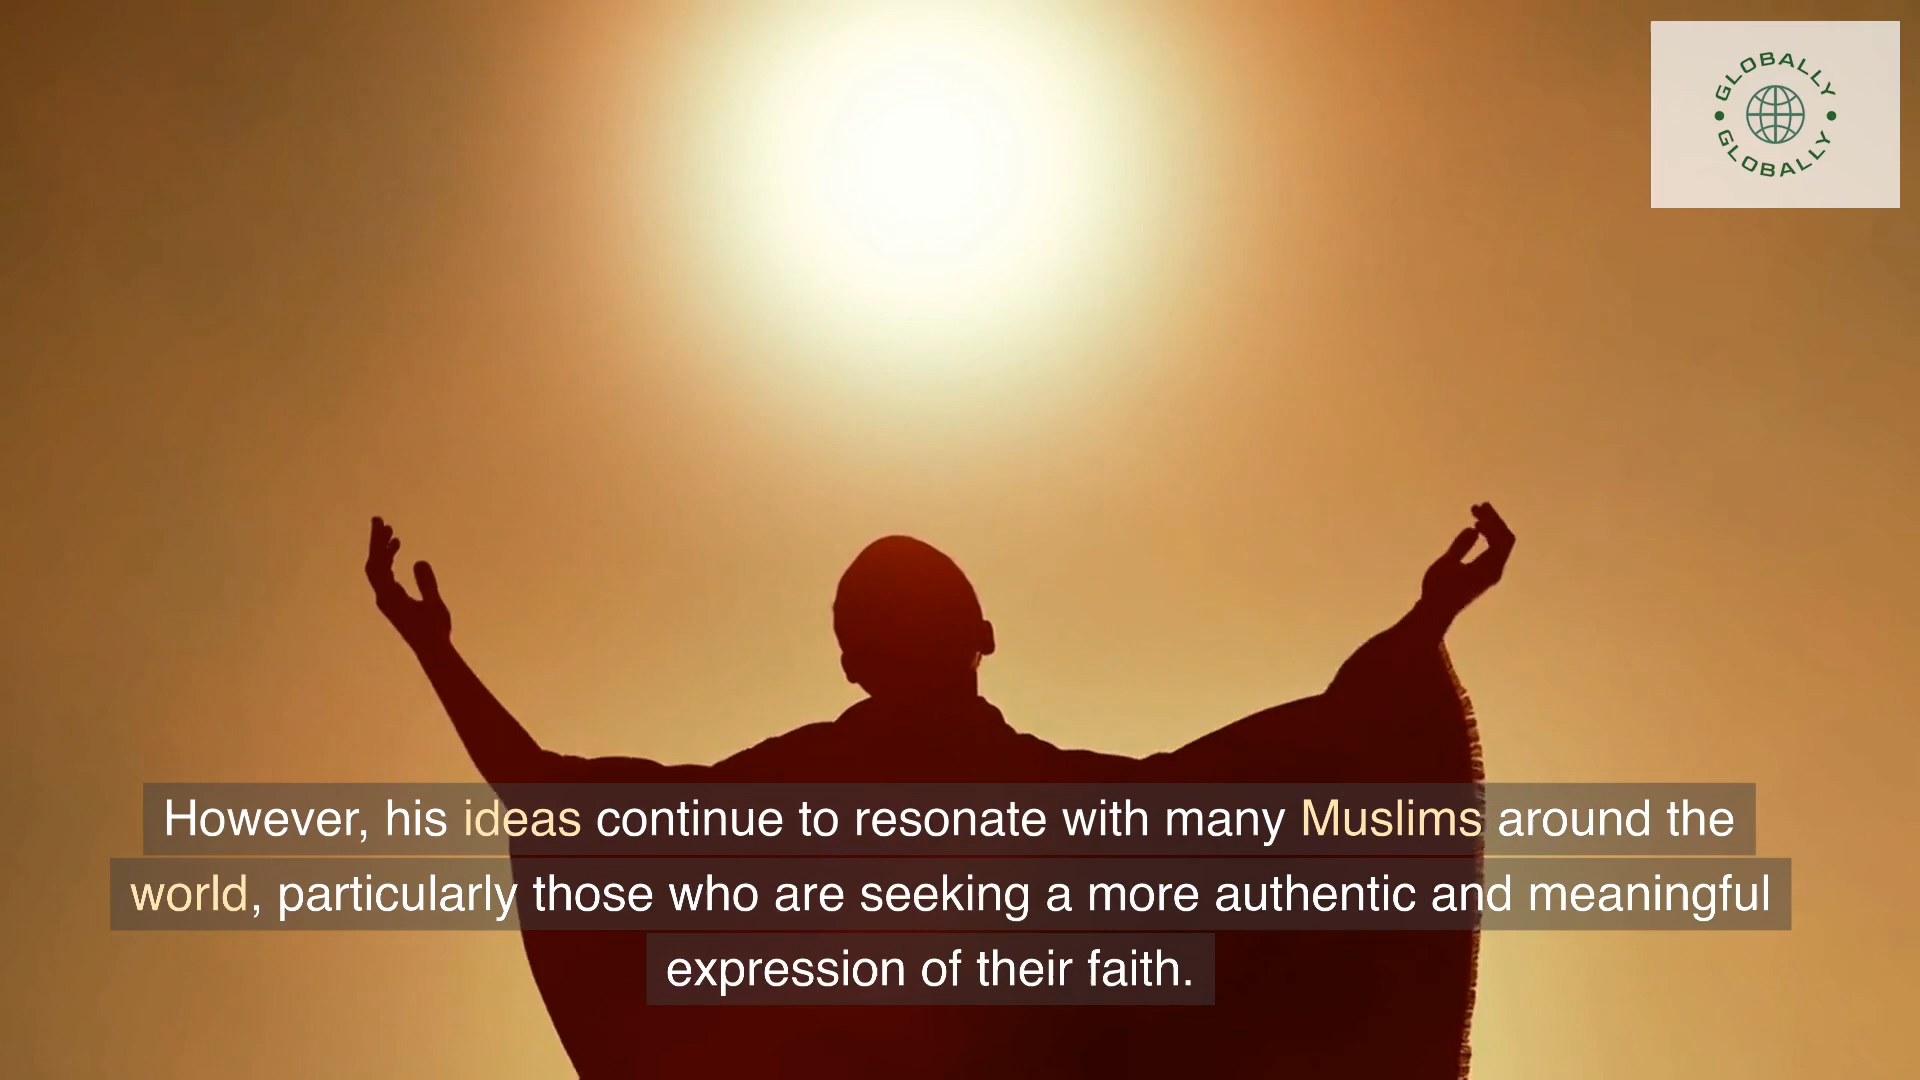 GLOBALLY
GLOBALLY
However, his ideas continue to resonate with many Muslims around the
world, particularly those who are seeking a more authentic and meaningful
expression of their faith.